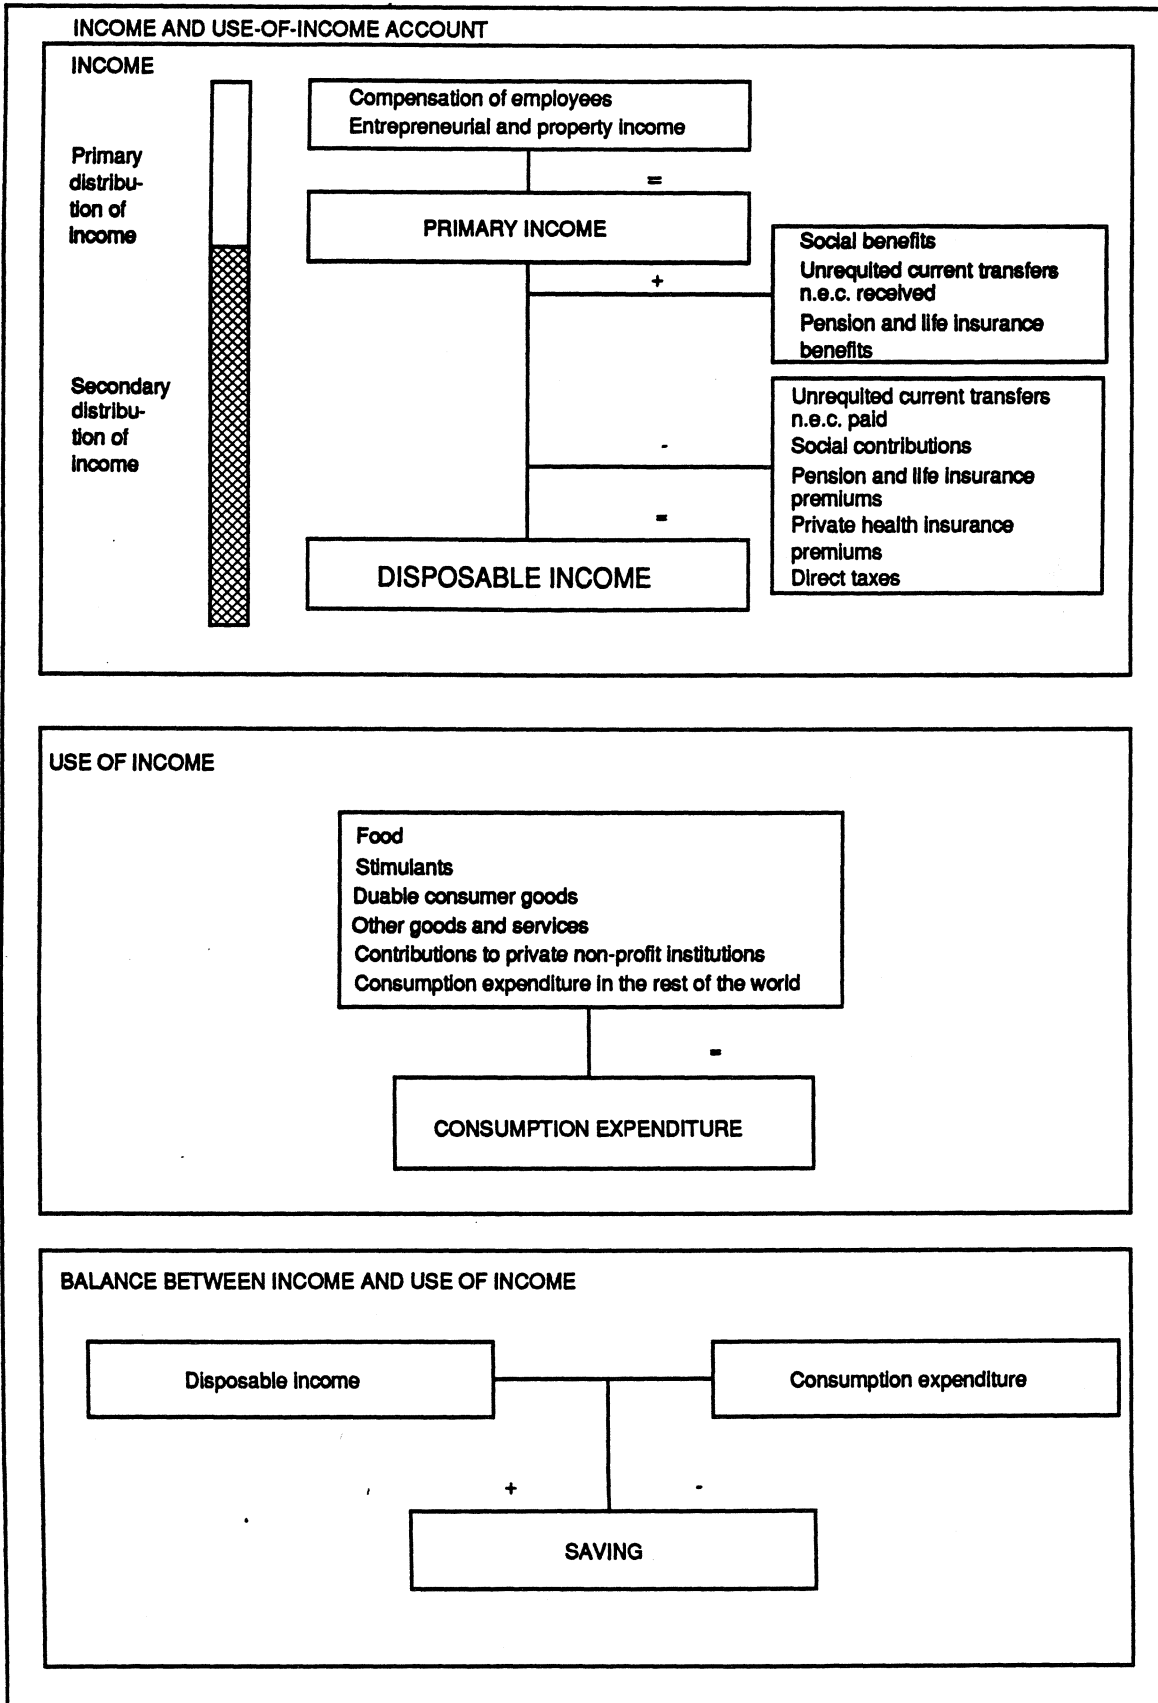 INCOME AND USE-OF-INCOME ACCOUNT
INCOME
Compensation of employees
Entrepreneurial and property income
Primary
distribu-
tion of
income
=
PRIMARY INCOME
+
Social benefits
Unrequited current transfers
n.e.c. received
Pension and life insurance
benefits
Secondary
distribu-
tion of
income
-
Unrequited current transfers
n.e.c. paid
Social contributions
Pension and life insurance
premiums
Private health insurance
premiums
Direct taxes
=
DISPOSABLE INCOME
USE OF INCOME
Food
Stimulants
Duable consumer goods
Other goods and services
Contributions to private non-profit institutions
Consumption expenditure in the rest of the world
=
CONSUMPTION EXPENDITURE
BALANCE BETWEEN INCOME AND USE OF INCOME
Disposable income
Consumption expenditure
+ -
SAVING